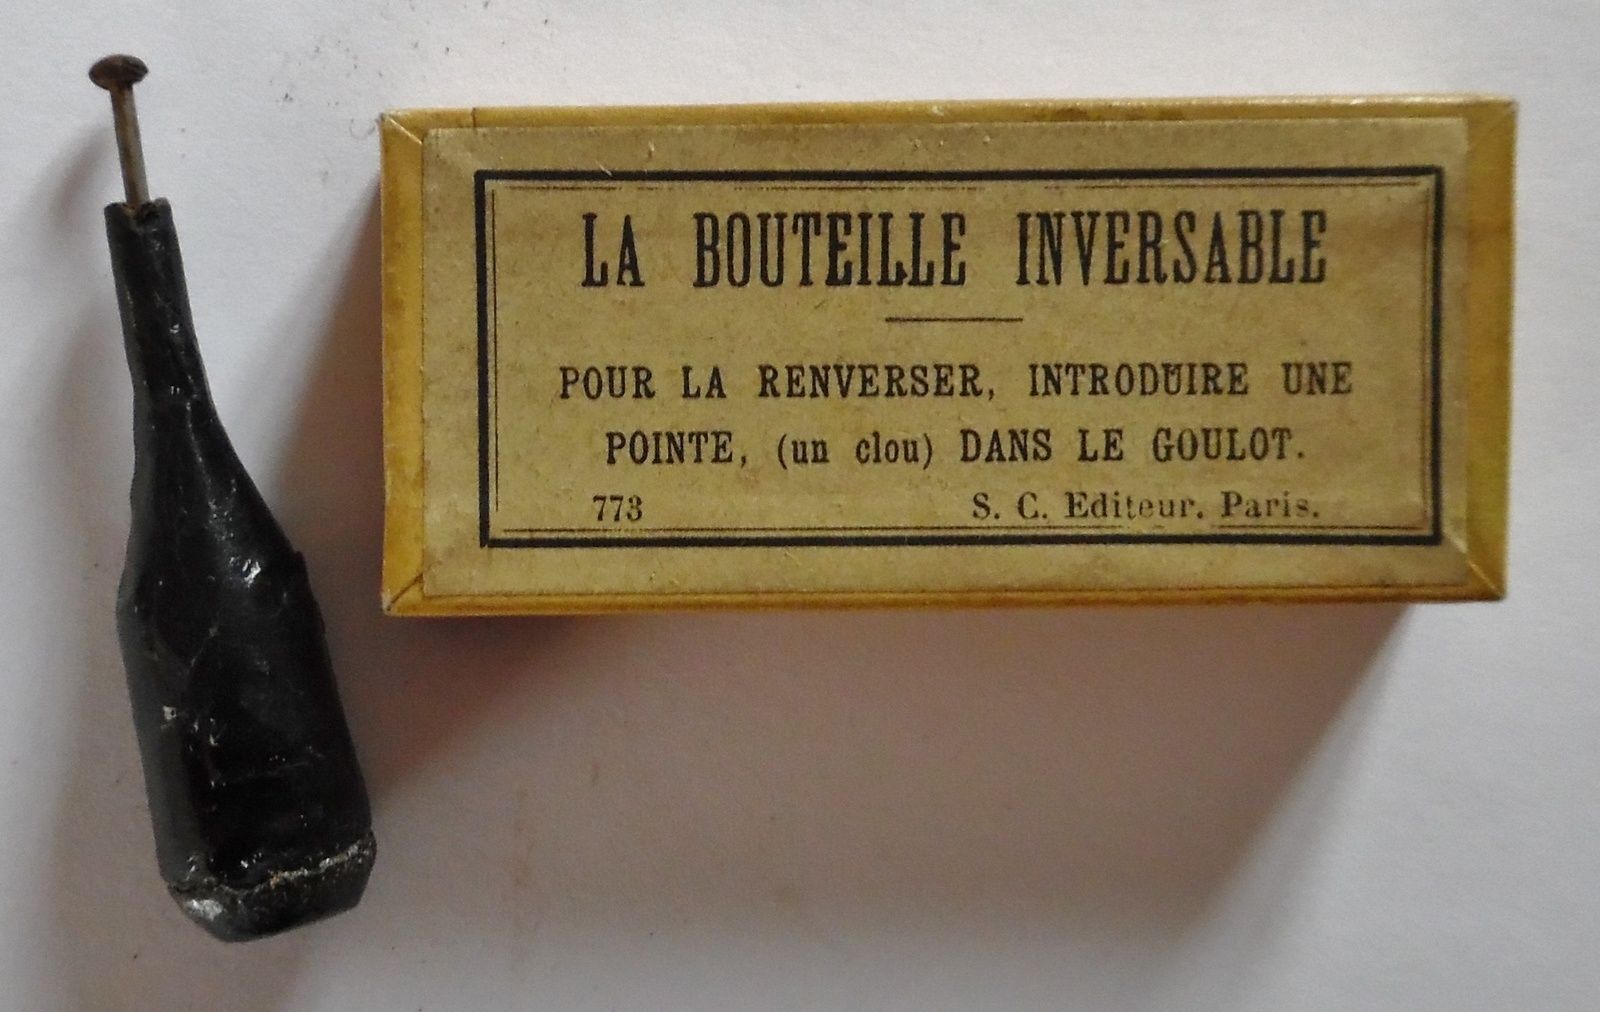 LA BOUTEILLE INVERSABLE
POUR LA RENVERSER, INTRODUIRE UNE
POINTE, (un clou) DANS LE GOULOT.
773 S. C. Editeur. Paris.